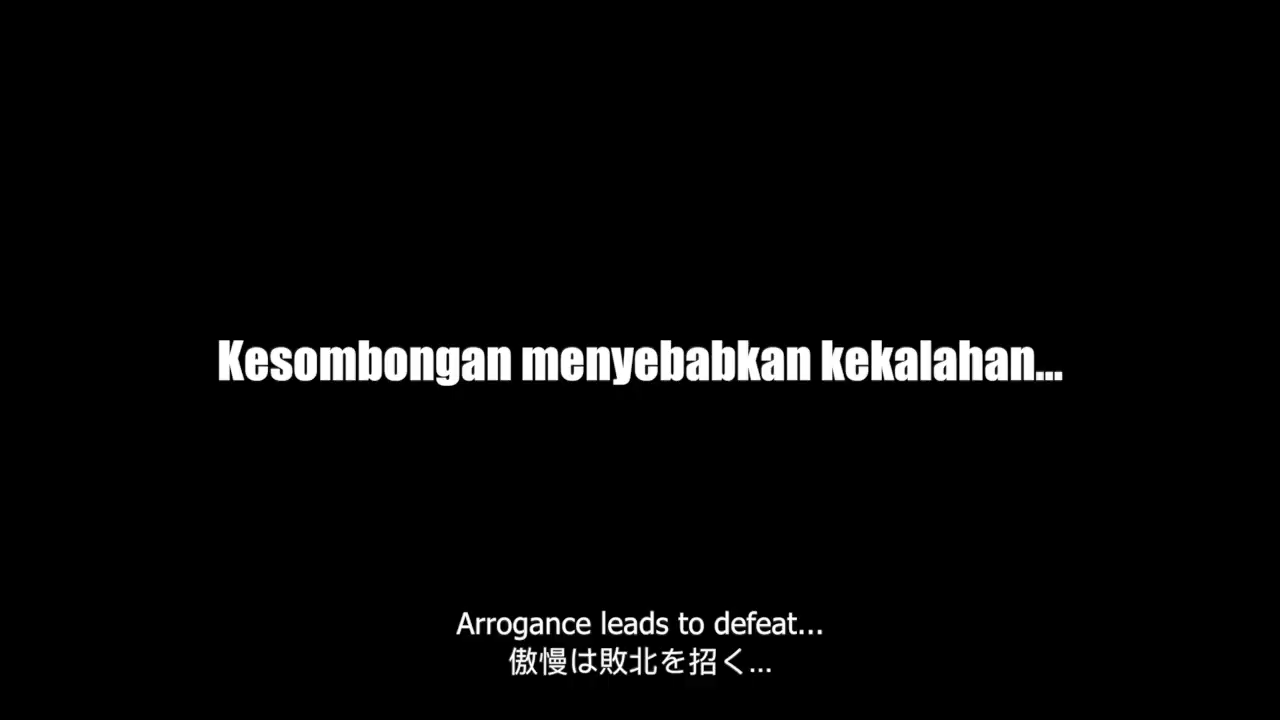 Kesombongan menyebabkan kekalahan...
Arrogance leads to defeat...
傲慢は敗北を招く...